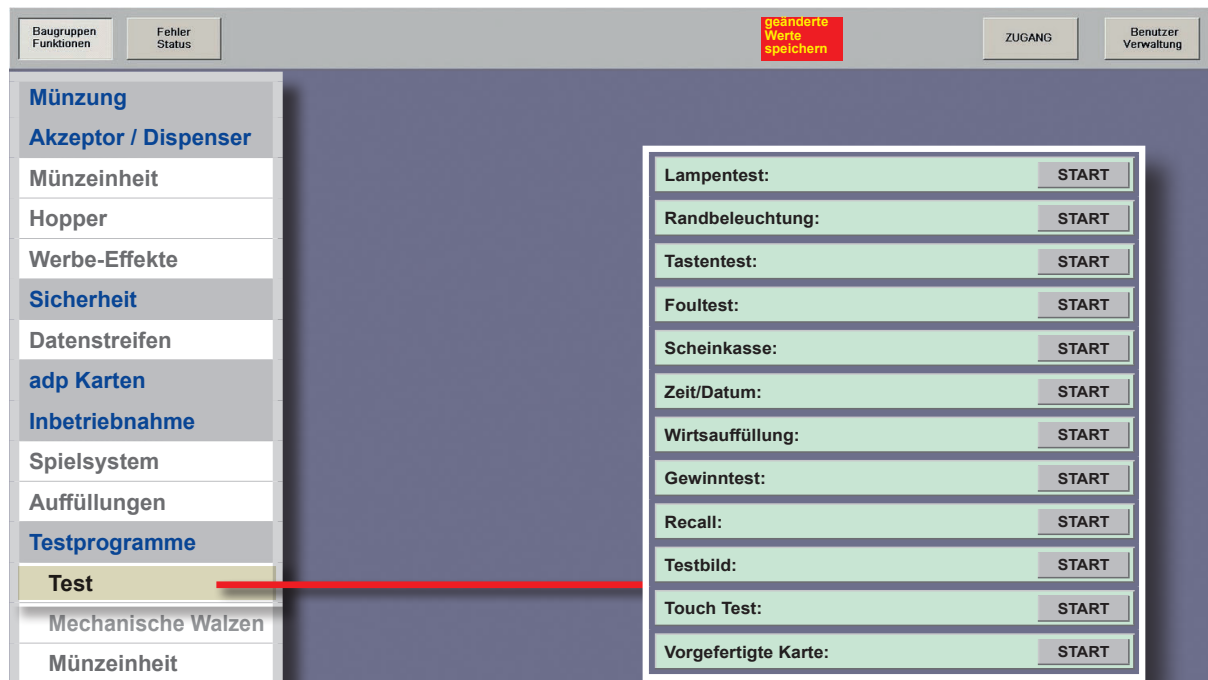 Baugruppen
Funktionen
Fehler
Status
geänderte
Werte
speichern
ZUGANG
Benutzer
Verwaltung
Münzung
Akzeptor / Dispenser
Münzeinheit
Hopper
Werbe-Effekte
Sicherheit
Datenstreifen
adp Karten
Inbetriebnahme
Spielsystem
Auffüllungen
Testprogramme
Test
Mechanische Walzen
Münzeinheit
Lampentest: START
Randbeleuchtung: START
Tastentest: START
Foultest: START
Scheinkasse: START
Zeit/Datum: START
Wirtsauffüllung: START
Gewinntest: START
Recall: START
Testbild: START
Touch Test: START
Vorgefertigte Karte: START